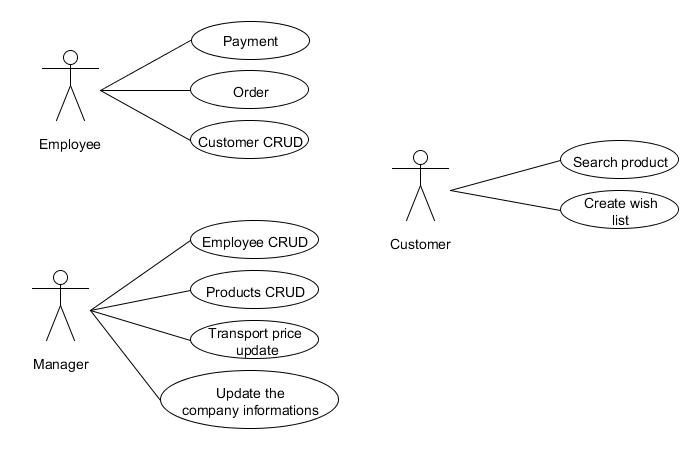 Payment
Order
Customer CRUD
Employee
Search product
Create wish
list
Customer
Employee CRUD
Products CRUD
Transport price
update
Update the
company informations
Manager